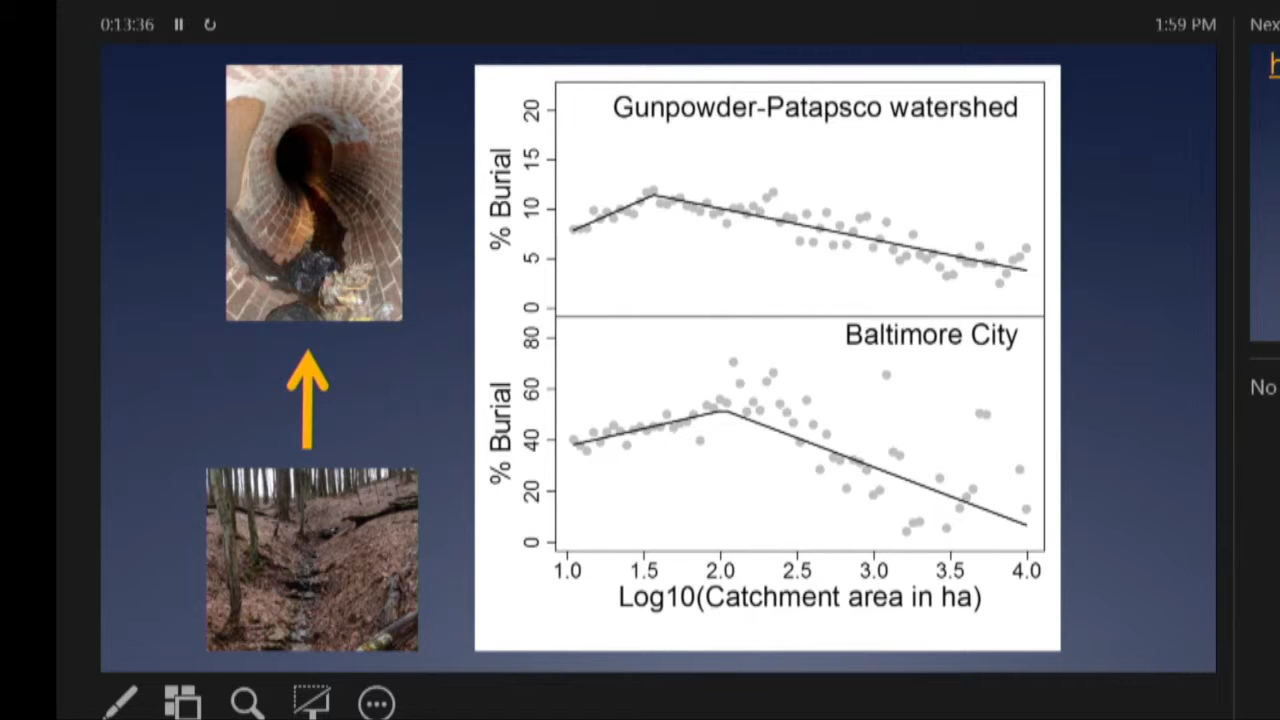 0:13:36
1:59 PM
Nex
h
Gunpowder-Patapsco watershed
% Burial
20
15
10
5
0
Baltimore City
% Burial
80
60
40
20
0
1.0 1.5 2.0 2.5 3.0 3.5 4.0
Log10(Catchment area in ha)
No